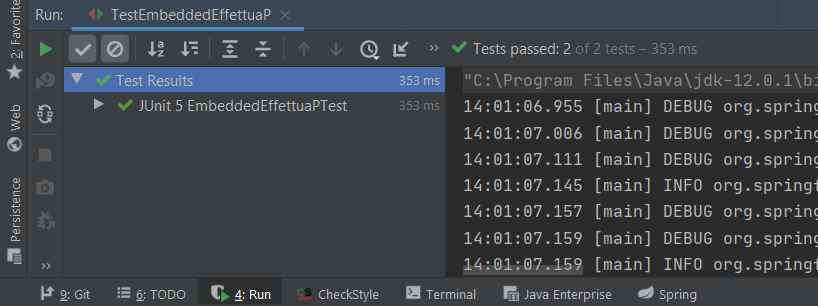 Run: TestEmbeddedEffettuaP
Tests passed: 2 of 2 tests – 353 ms
Test Results 353 ms
JUnit 5 EmbeddedEffettuaPTest 353 ms
"C:\Program Files\Java\jdk-12.0.1\bi
14:01:06.955 [main] DEBUG org.spring
14:01:07.006 [main] DEBUG org.spring
14:01:07.111 [main] DEBUG org.spring
14:01:07.145 [main] INFO org.springf
14:01:07.157 [main] DEBUG org.spring
14:01:07.159 [main] DEBUG org.spring
14:01:07.159 [main] INFO org.springf
2: Favorite
Web
Persistence
9: Git
6: TODO
4: Run
CheckStyle
Terminal
Java Enterprise
Spring